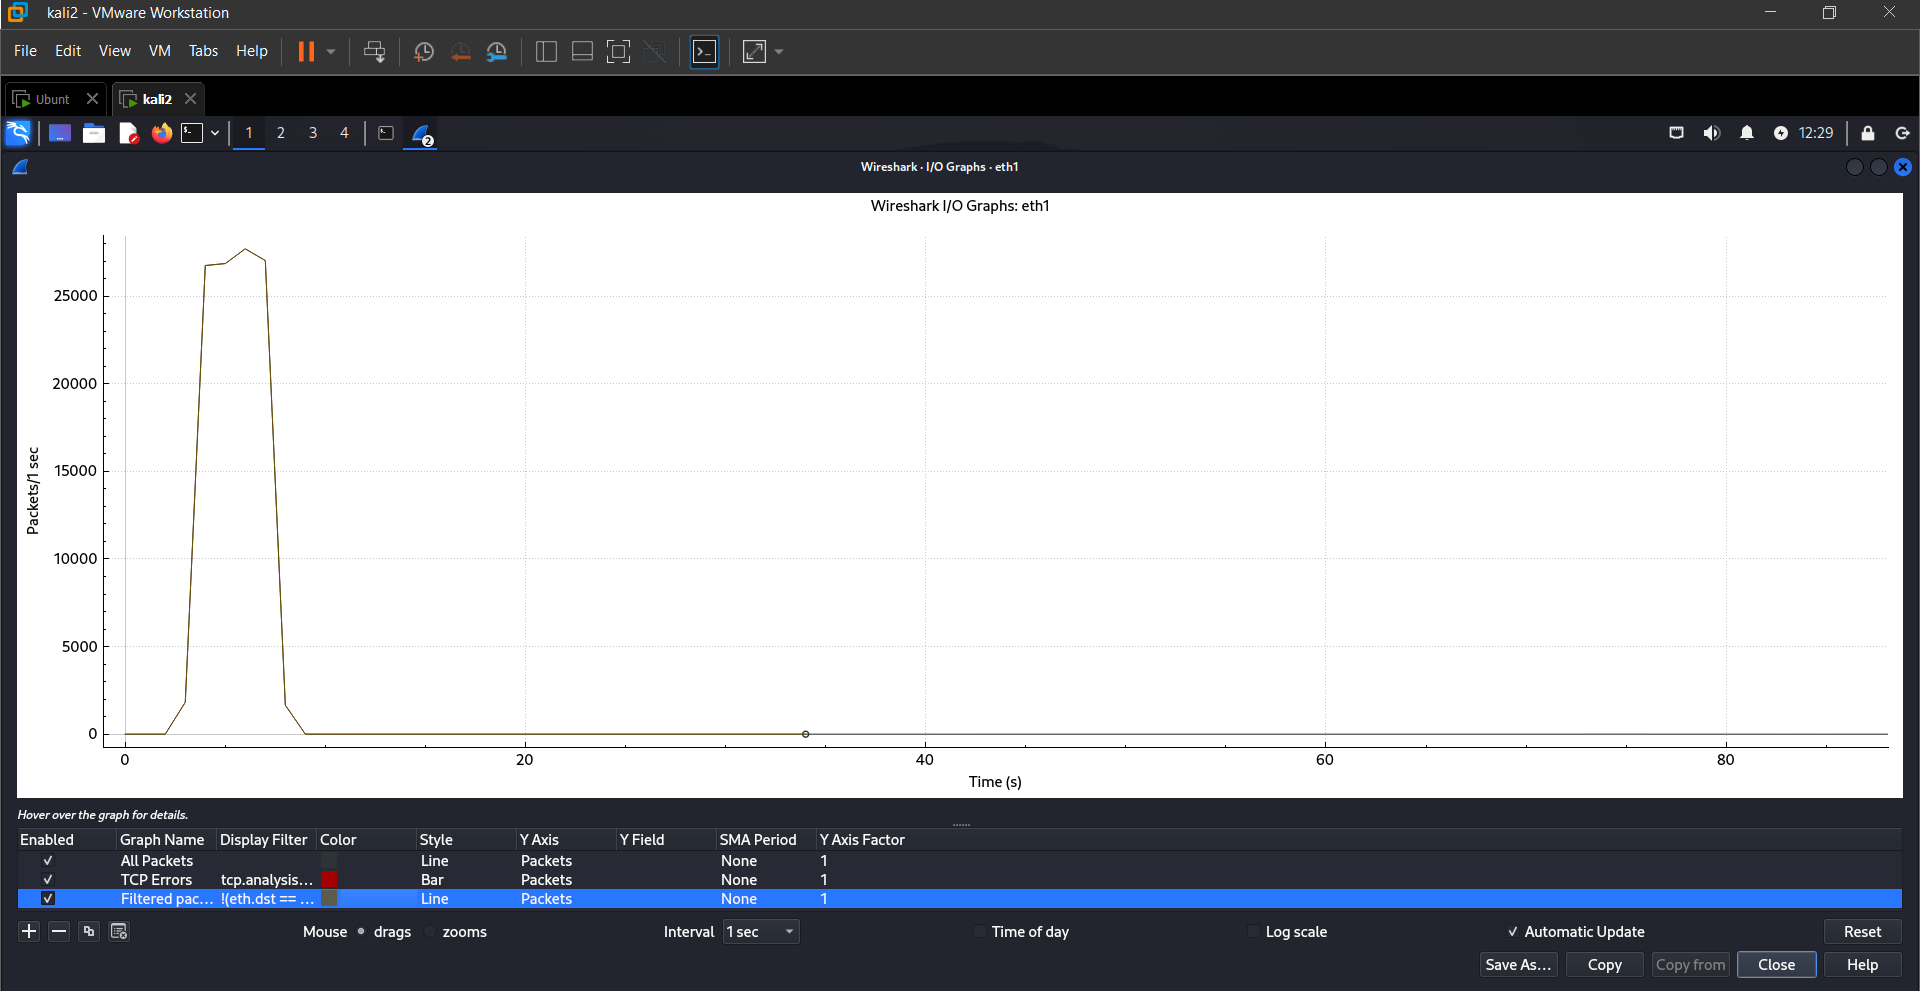 kali2 - VMware Workstation
File Edit View VM Tabs Help
Ubunt kali2
1 2 3 4 2 12:29
Wireshark · I/O Graphs · eth1
Wireshark I/O Graphs: eth1
25000
20000
15000
10000
5000
0
Packets/1 sec
0 20 40 60 80
Time (s)
Hover over the graph for details.
Enabled Graph Name Display Filter Color Style Y Axis Y Field SMA Period Y Axis Factor
All Packets Line Packets None 1
TCP Errors tcp.analysis... Bar Packets None 1
Filtered pac... !(eth.dst == ... Line Packets None 1
Mouse drags zooms Interval 1 sec Time of day Log scale Automatic Update Reset
Save As... Copy Copy from Close Help